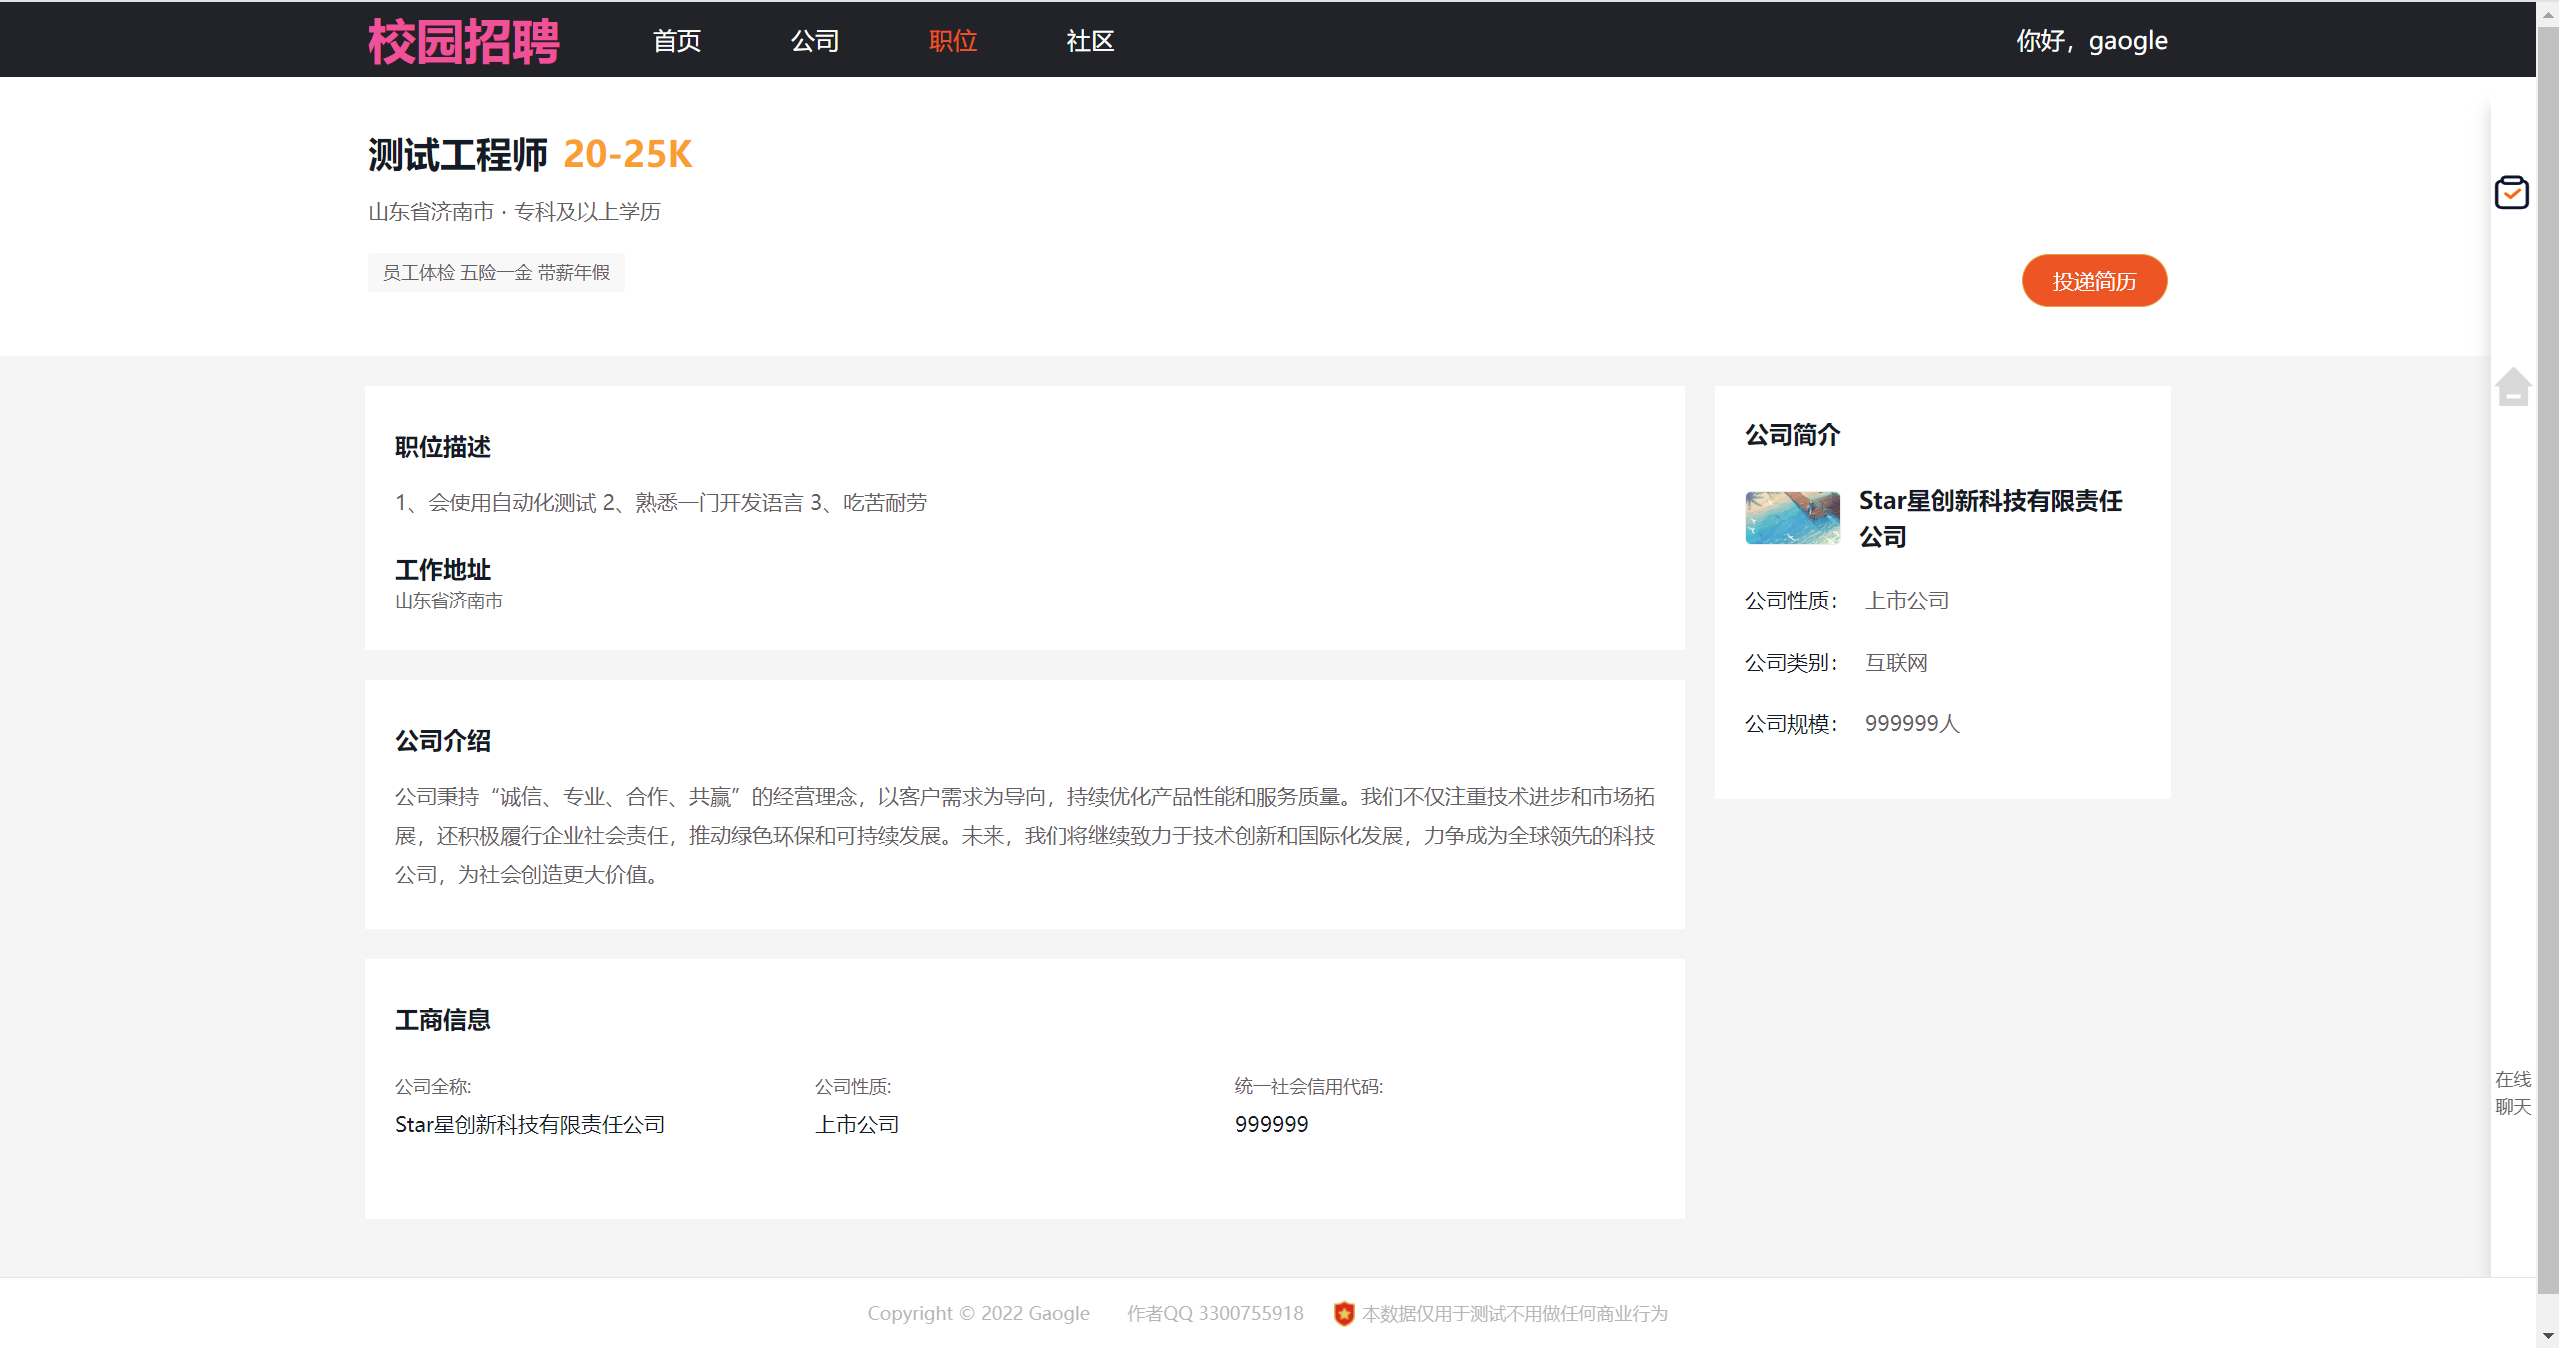 校园招聘
首页
公司
职位
社区
你好，gaogle
测试工程师 20-25K
山东省济南市 · 专科及以上学历
员工体检 五险一金 带薪年假
投递简历
职位描述
1、会使用自动化测试 2、熟悉一门开发语言 3、吃苦耐劳
工作地址
山东省济南市
公司介绍
公司秉持“诚信、专业、合作、共赢”的经营理念，以客户需求为导向，持续优化产品性能和服务质量。我们不仅注重技术进步和市场拓
展，还积极履行企业社会责任，推动绿色环保和可持续发展。未来，我们将继续致力于技术创新和国际化发展，力争成为全球领先的科技
公司，为社会创造更大价值。
工商信息
公司全称:
Star星创新科技有限责任公司
公司性质:
上市公司
统一社会信用代码:
999999
公司简介
Star星创新科技有限责任
公司
公司性质： 上市公司
公司类别： 互联网
公司规模： 999999人
在线
聊天
Copyright © 2022 Gaogle 作者QQ 3300755918 本数据仅用于测试不用做任何商业行为